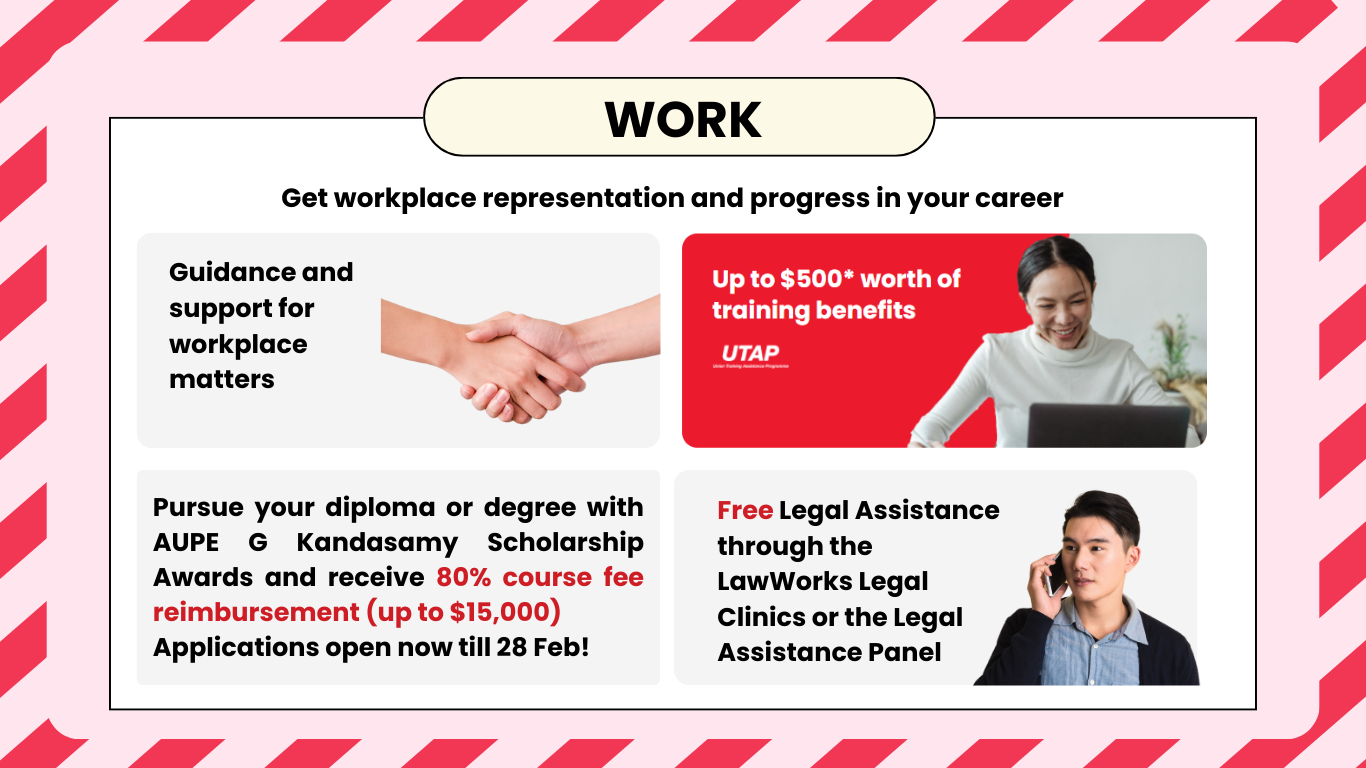 WORK
Get workplace representation and progress in your career
Guidance and
support for
workplace
matters
Up to $500* worth of
training benefits
UTAP
Union Training Assistance Programme
Pursue your diploma or degree with
AUPE G Kandasamy Scholarship
Awards and receive 80% course fee
reimbursement (up to $15,000)
Applications open now till 28 Feb!
Free Legal Assistance
through the
LawWorks Legal
Clinics or the Legal
Assistance Panel